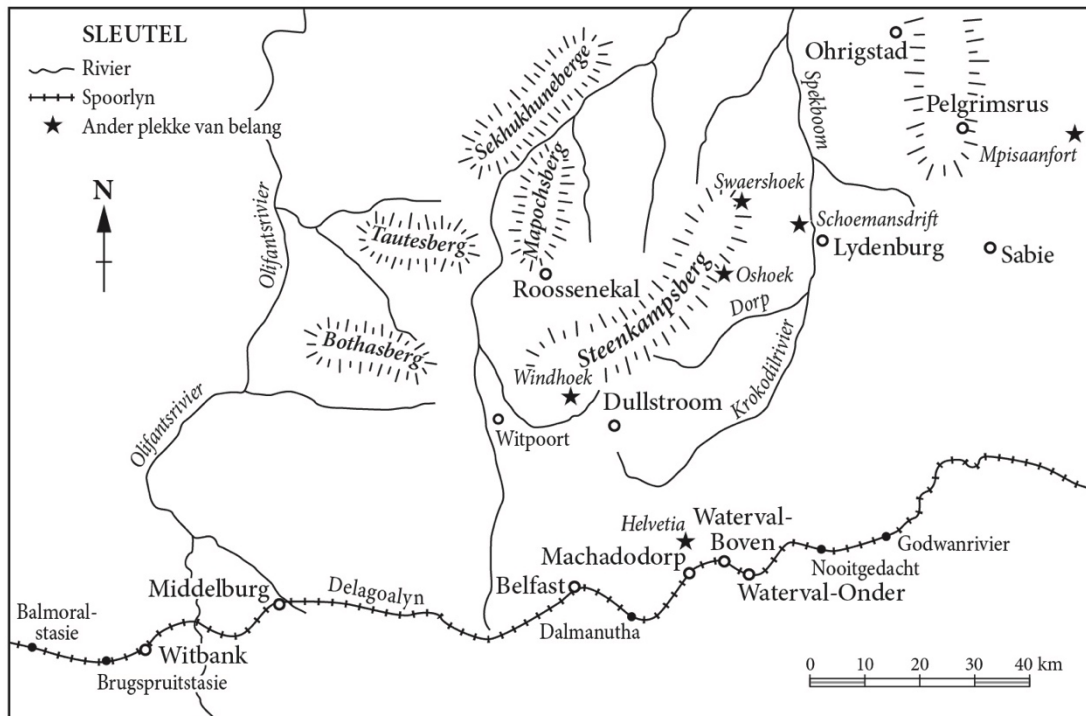 SLEUTEL
Rivier
Spoorlyn
Ander plekke van belang
N
Sekhukhuneberge
Mapochsberg
Tautesberg
Bothasberg
Olifantsrivier
Olifantsrivier
Roossenekal
Steenkampsberg
Swaershoek
Oshoek
Windhoek
Witpoort
Dullstroom
Dorp
Krokodilrivier
Spekboom
Ohrigstad
Pelgrimsrus
Mpisaanfort
Schoemansdrift
Lydenburg
Sabie
Helvetia
Waterval-
Boven
Machadodorp
Belfast
Dalmanutha
Waterval-Onder
Nooitgedacht
Godwanrivier
Middelburg
Delagoalyn
Balmoral-
stasie
Witbank
Brugspruitstasie
0 10 20 30 40 km